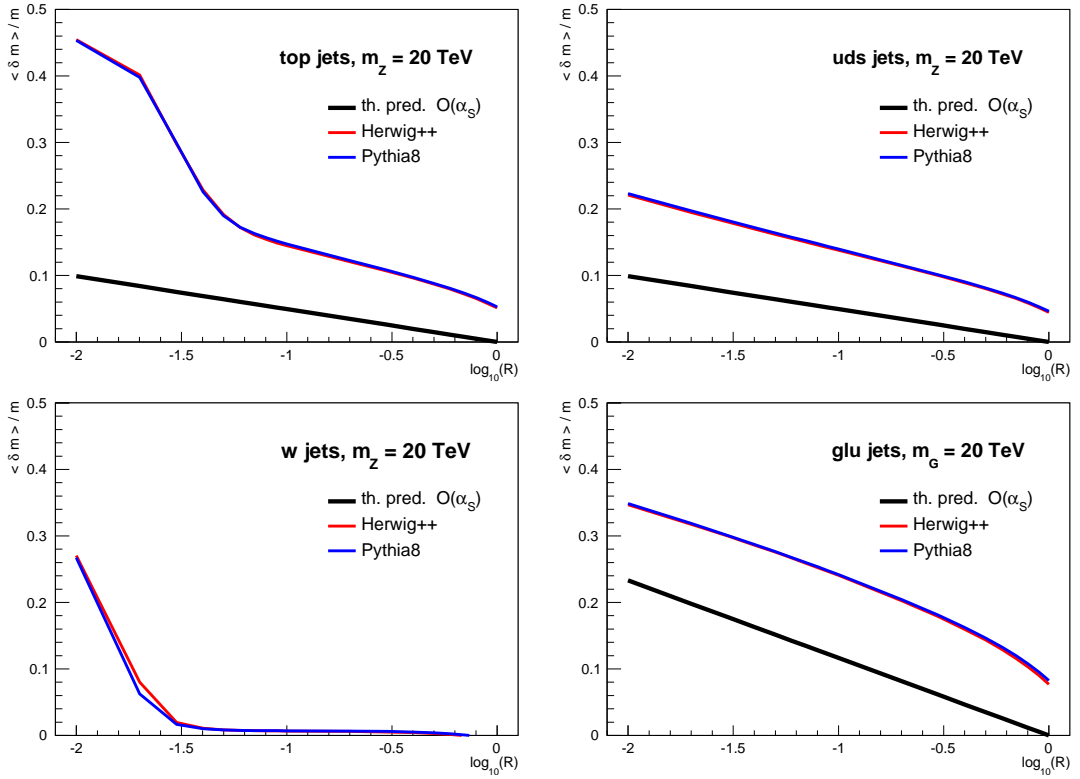 < δ m > / m
0.5
0.4
0.3
0.2
0.1
0
top jets, m_Z = 20 TeV
th. pred. O(α_S)
Herwig++
Pythia8
-2 -1.5 -1 -0.5 0
log_10(R)
< δ m > / m
0.5
0.4
0.3
0.2
0.1
0
uds jets, m_Z = 20 TeV
th. pred. O(α_S)
Herwig++
Pythia8
-2 -1.5 -1 -0.5 0
log_10(R)
< δ m > / m
0.5
0.4
0.3
0.2
0.1
0
w jets, m_Z = 20 TeV
th. pred. O(α_S)
Herwig++
Pythia8
-2 -1.5 -1 -0.5 0
log_10(R)
< δ m > / m
0.5
0.4
0.3
0.2
0.1
0
glu jets, m_G = 20 TeV
th. pred. O(α_S)
Herwig++
Pythia8
-2 -1.5 -1 -0.5 0
log_10(R)